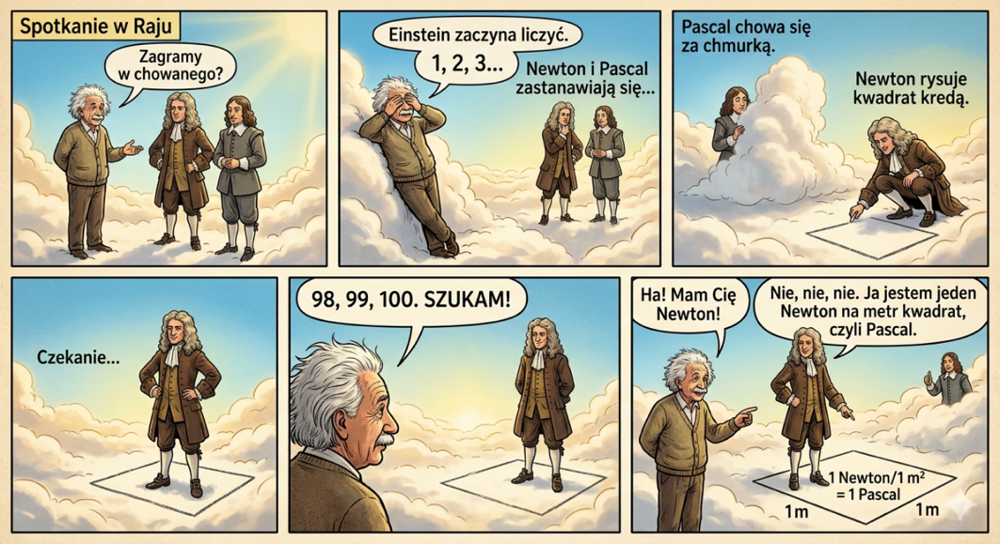 Spotkanie w Raju
Zagramy
w chowanego?
Einstein zaczyna liczyć.
1, 2, 3...
Newton i Pascal
zastanawiają się...
Pascal chowa się
za chmurką.
Newton rysuje
kwadrat kredą.
Czekanie...
98, 99, 100. SZUKAM!
Ha! Mam Cię
Newton!
Nie, nie, nie. Ja jestem jeden
Newton na metr kwadrat,
czyli Pascal.
1 Newton/1 m²
= 1 Pascal
1 m
1 m